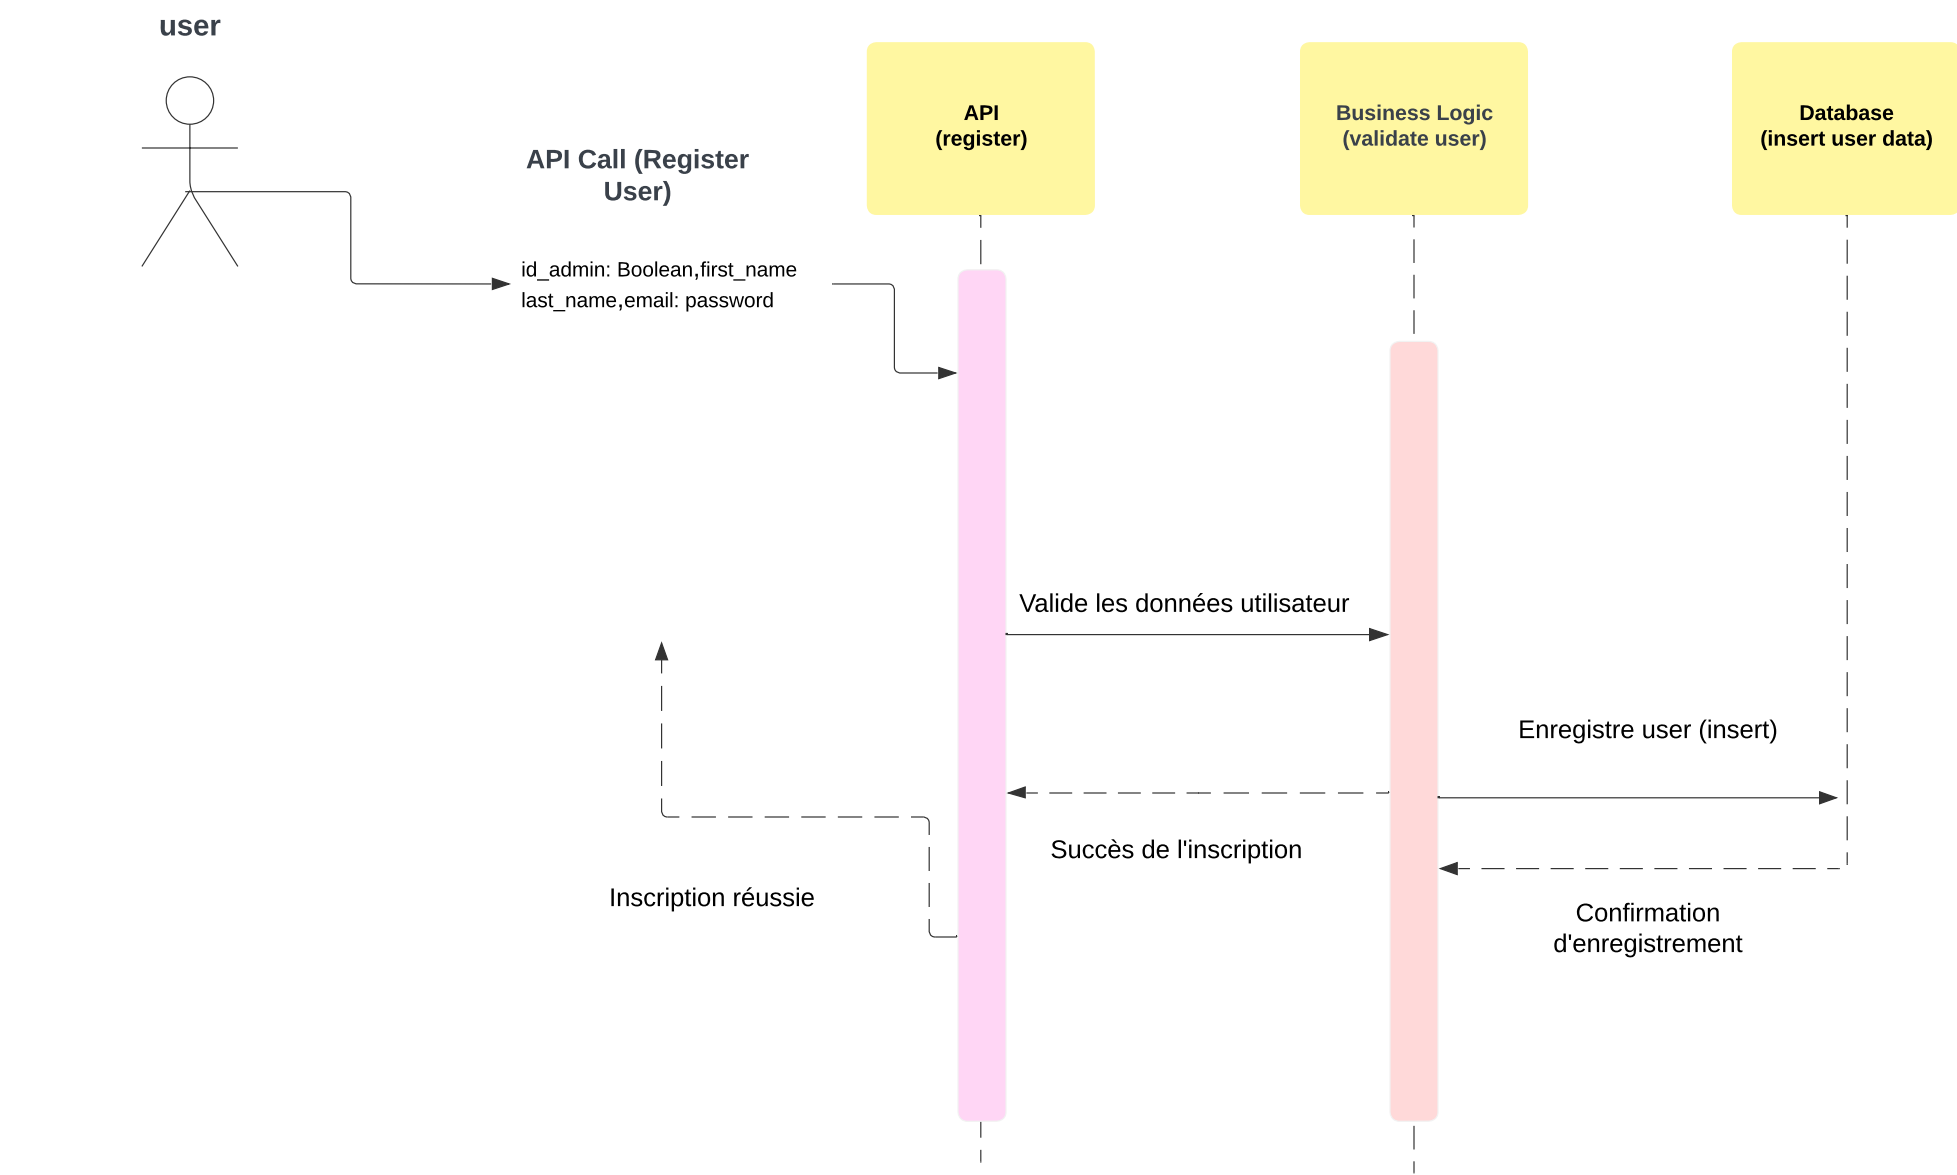 user
API Call (Register
User)
API
(register)
Business Logic
(validate user)
Database
(insert user data)
id_admin: Boolean,first_name
last_name,email: password
Valide les données utilisateur
Enregistre user (insert)
Succès de l'inscription
Inscription réussie
Confirmation
d'enregistrement